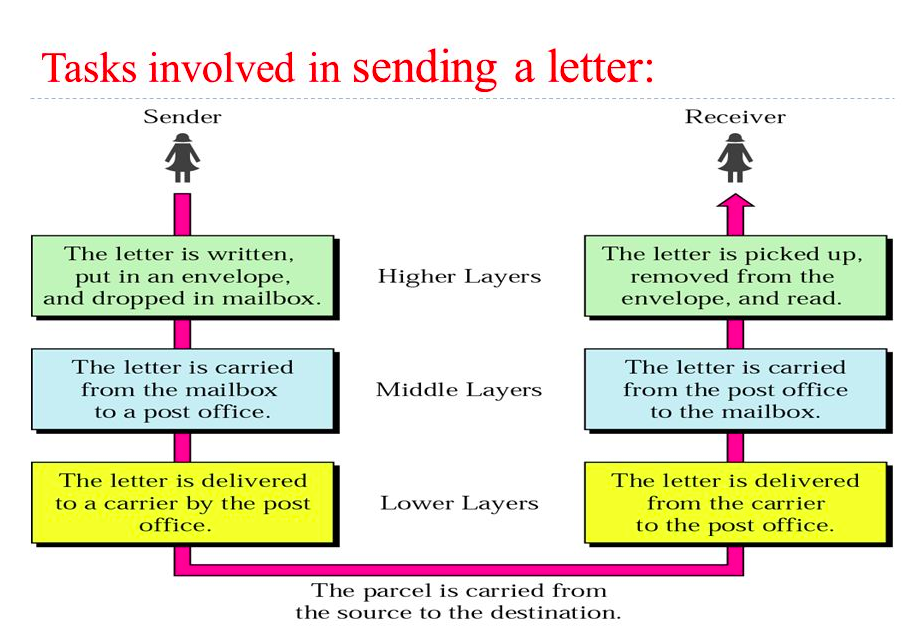 Tasks involved in sending a letter:
Sender
Receiver
The letter is written,
put in an envelope,
and dropped in mailbox.
Higher Layers
The letter is picked up,
removed from the
envelope, and read.
The letter is carried
from the mailbox
to a post office.
Middle Layers
The letter is carried
from the post office
to the mailbox.
The letter is delivered
to a carrier by the post
office.
Lower Layers
The letter is delivered
from the carrier
to the post office.
The parcel is carried from
the source to the destination.